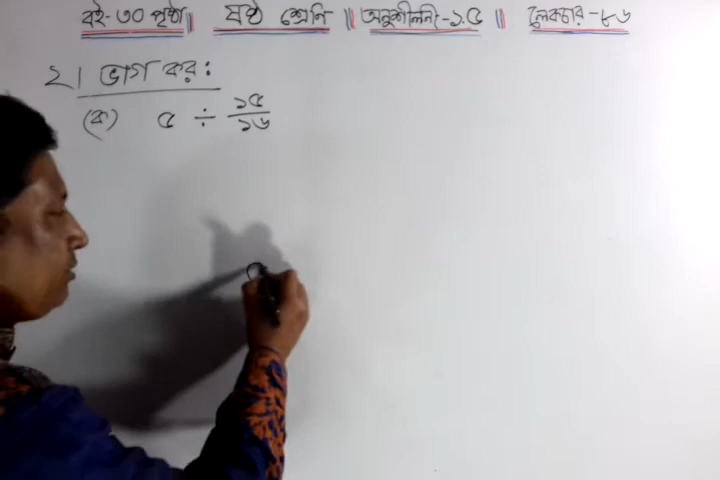 বই-৩০ পৃষ্ঠা || ষষ্ঠ শ্রেনি || অনুশীলনী-১.৫ || লেকচার-৮৬
২। ভাগ কর:
(ক) ৫ ÷ ১৫/১৬